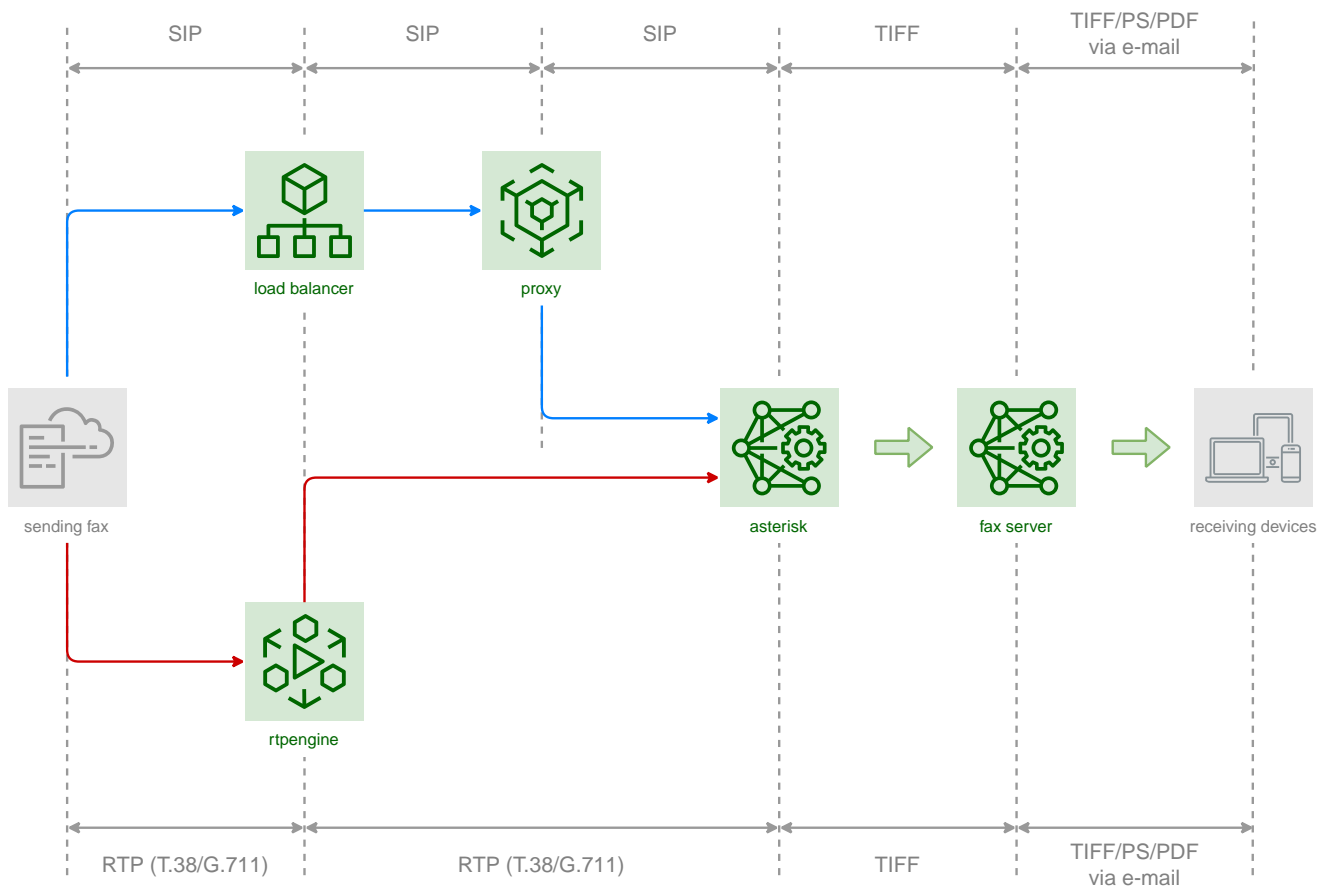 SIP
SIP
SIP
TIFF
TIFF/PS/PDF
via e-mail
load balancer
proxy
sending fax
asterisk
fax server
receiving devices
rtpengine
RTP (T.38/G.711)
RTP (T.38/G.711)
TIFF
TIFF/PS/PDF
via e-mail